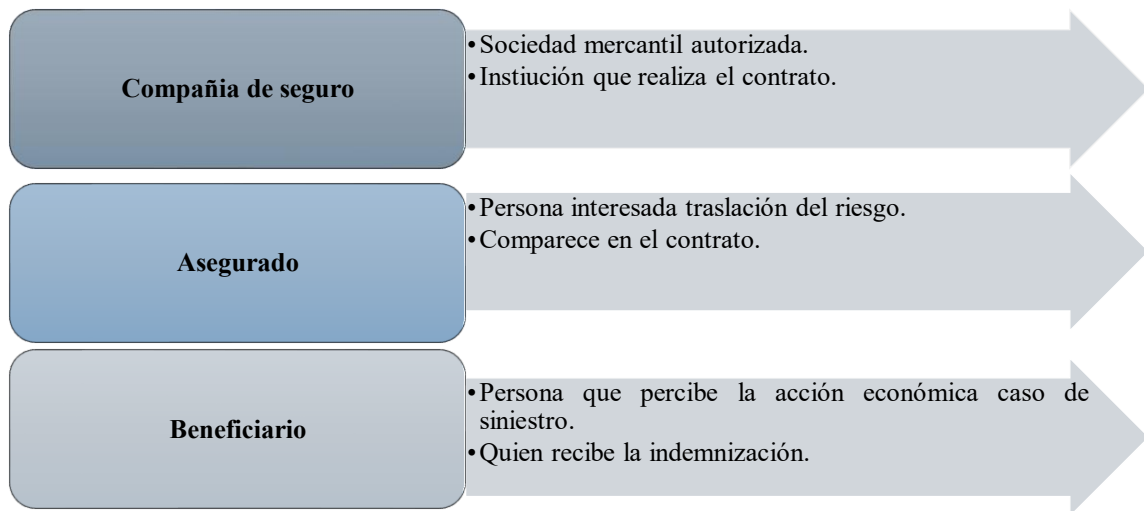 Compañia de seguro
•Sociedad mercantil autorizada.
•Instiución que realiza el contrato.
Asegurado
•Persona interesada traslación del riesgo.
•Comparece en el contrato.
Beneficiario
•Persona que percibe la acción económica caso de
siniestro.
•Quien recibe la indemnización.